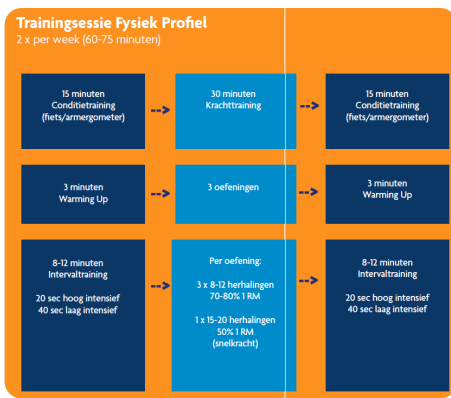 Trainingsessie Fysiek Profiel
2 x per week (60-75 minuten)
15 minuten
Conditietraining
(fiets/armergometer)
-->
30 minuten
Krachttraining
-->
15 minuten
Conditietraining
(fiets/armergometer)
3 minuten
Warming Up
-->
3 oefeningen
-->
3 minuten
Warming Up
8-12 minuten
Intervaltraining
20 sec hoog intensief
40 sec laag intensief
-->
Per oefening:
3 x 8-12 herhalingen
70-80% 1 RM
1 x 15-20 herhalingen
50% 1 RM
(snelkracht)
-->
8-12 minuten
Intervaltraining
20 sec hoog intensief
40 sec laag intensief